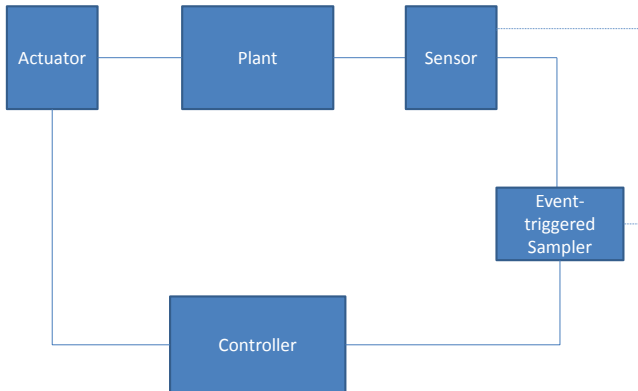 Actuator
Plant
Sensor
Event-
triggered
Sampler
Controller